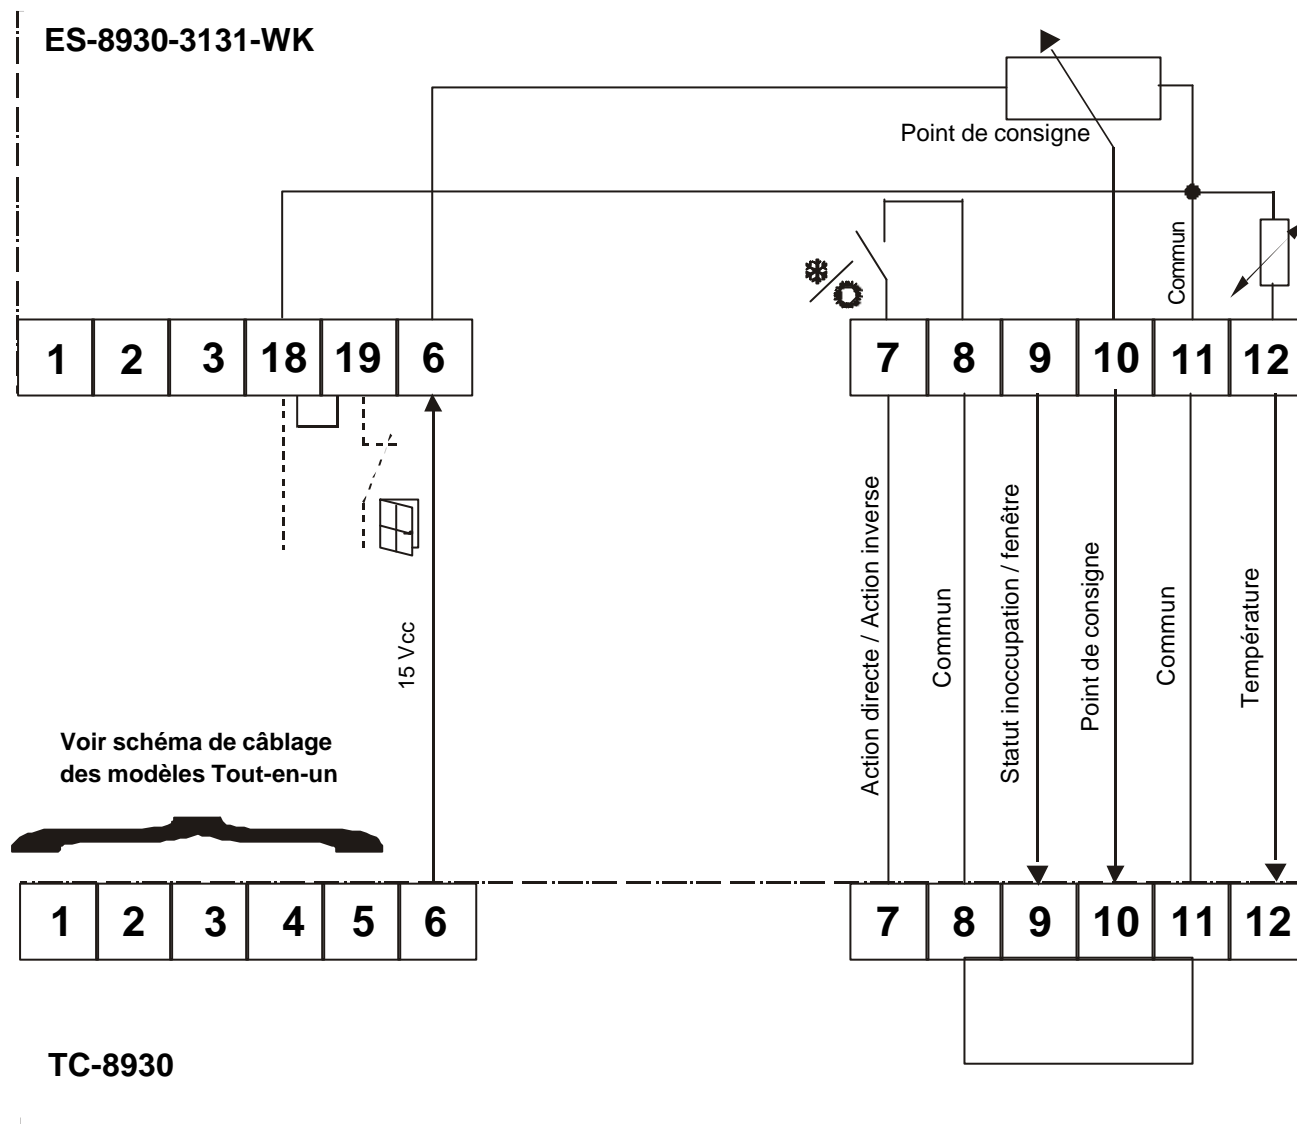 ES-8930-3131-WK
Point de consigne
Commun
1 2 3 18 19 6
7 8 9 10 11 12
15 Vcc
Action directe / Action inverse
Commun
Statut inoccupation / fenêtre
Point de consigne
Commun
Température
Voir schéma de câblage
des modèles Tout-en-un
1 2 3 4 5 6
7 8 9 10 11 12
TC-8930